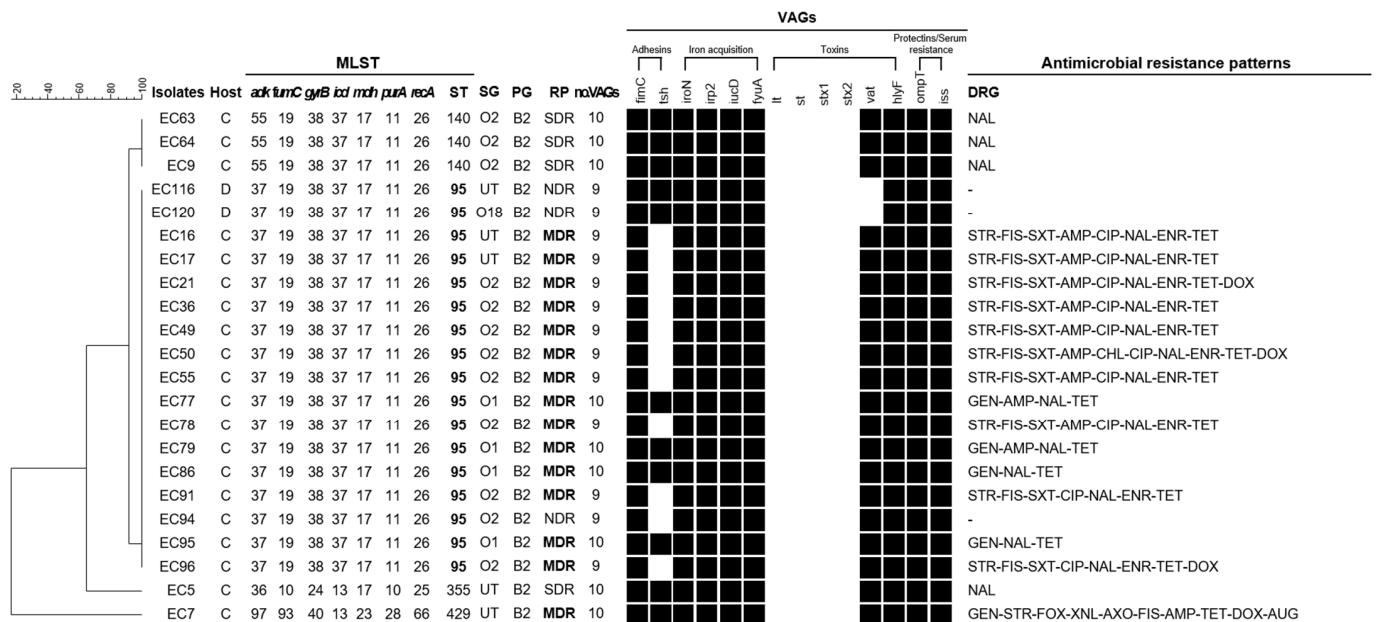 VAGs
Adhesins Iron acquisition Toxins Protectins/Serum resistance
MLST Antimicrobial resistance patterns
20 40 60 80 100 Isolates Host adk fumC gyrB icd mdh purA recA ST SG PG RP no.VAGs fimC tsh iroN irp2 iucD fyuA lt st stx1 stx2 vat hlyF ompT iss DRG
EC63 C 55 19 38 37 17 11 26 140 O2 B2 SDR 10 NAL
EC64 C 55 19 38 37 17 11 26 140 O2 B2 SDR 10 NAL
EC9 C 55 19 38 37 17 11 26 140 O2 B2 SDR 10 NAL
EC116 D 37 19 38 37 17 11 26 95 UT B2 NDR 9 -
EC120 D 37 19 38 37 17 11 26 95 O18 B2 NDR 9 -
EC16 C 37 19 38 37 17 11 26 95 UT B2 MDR 9 STR-FIS-SXT-AMP-CIP-NAL-ENR-TET
EC17 C 37 19 38 37 17 11 26 95 UT B2 MDR 9 STR-FIS-SXT-AMP-CIP-NAL-ENR-TET
EC21 C 37 19 38 37 17 11 26 95 O2 B2 MDR 9 STR-FIS-SXT-AMP-CIP-NAL-ENR-TET-DOX
EC36 C 37 19 38 37 17 11 26 95 O2 B2 MDR 9 STR-FIS-SXT-AMP-CIP-NAL-ENR-TET
EC49 C 37 19 38 37 17 11 26 95 O2 B2 MDR 9 STR-FIS-SXT-AMP-CIP-NAL-ENR-TET
EC50 C 37 19 38 37 17 11 26 95 O2 B2 MDR 9 STR-FIS-SXT-AMP-CHL-CIP-NAL-ENR-TET-DOX
EC55 C 37 19 38 37 17 11 26 95 O2 B2 MDR 9 STR-FIS-SXT-AMP-CIP-NAL-ENR-TET
EC77 C 37 19 38 37 17 11 26 95 O1 B2 MDR 10 GEN-AMP-NAL-TET
EC78 C 37 19 38 37 17 11 26 95 O2 B2 MDR 9 STR-FIS-SXT-AMP-CIP-NAL-ENR-TET
EC79 C 37 19 38 37 17 11 26 95 O1 B2 MDR 10 GEN-AMP-NAL-TET
EC86 C 37 19 38 37 17 11 26 95 O1 B2 MDR 10 GEN-NAL-TET
EC91 C 37 19 38 37 17 11 26 95 O2 B2 MDR 9 STR-FIS-SXT-CIP-NAL-ENR-TET
EC94 C 37 19 38 37 17 11 26 95 O2 B2 NDR 9 -
EC95 C 37 19 38 37 17 11 26 95 O1 B2 MDR 10 GEN-NAL-TET
EC96 C 37 19 38 37 17 11 26 95 O2 B2 MDR 9 STR-FIS-SXT-CIP-NAL-ENR-TET-DOX
EC5 C 36 10 24 13 17 10 25 355 UT B2 SDR 10 NAL
EC7 C 97 93 40 13 23 28 66 429 UT B2 MDR 10 GEN-STR-FOX-XNL-AXO-FIS-AMP-TET-DOX-AUG